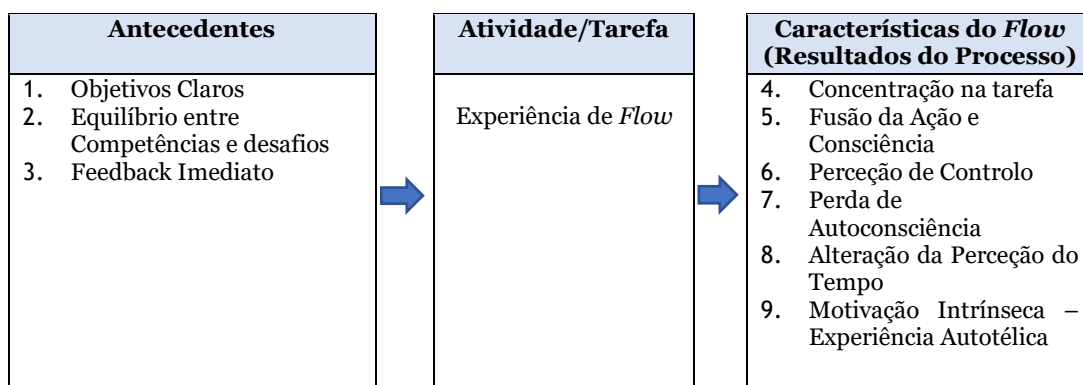 Antecedentes
1. Objetivos Claros
2. Equilíbrio entre
Competências e desafios
3. Feedback Imediato
Atividade/Tarefa
Experiência de Flow
Características do Flow
(Resultados do Processo)
4. Concentração na tarefa
5. Fusão da Ação e
Consciência
6. Perceção de Controlo
7. Perda de
Autoconsciência
8. Alteração da Perceção do
Tempo
9. Motivação Intrínseca –
Experiência Autotélica